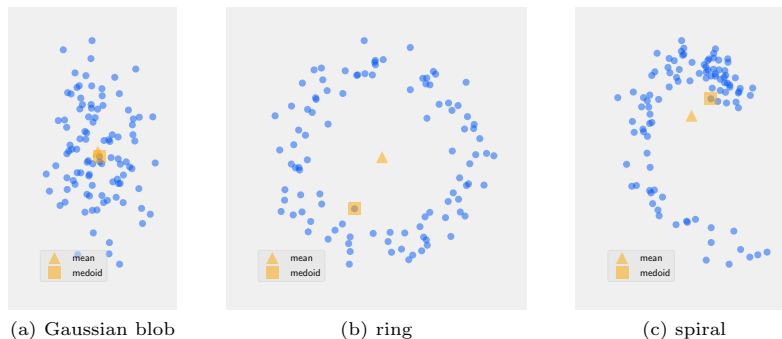 mean
medoid
mean
medoid
mean
medoid
(a) Gaussian blob
(b) ring
(c) spiral